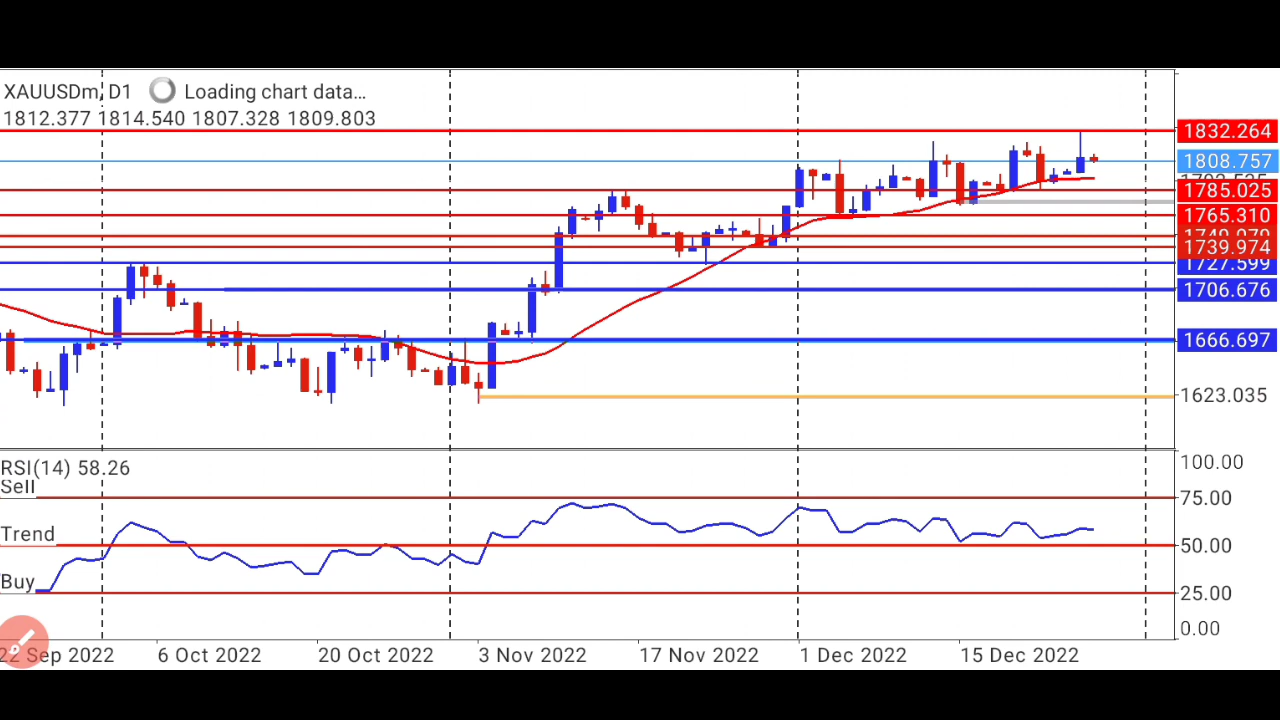 XAUUSDm, D1 Loading chart data...
1812.377 1814.540 1807.328 1809.803
1832.264
1808.757
1785.025
1765.310
1739.974
1727.599
1706.676
1666.697
1623.035
RSI(14) 58.26
100.00
Sell
75.00
Trend
50.00
Buy
25.00
0.00
22 Sep 2022 6 Oct 2022 20 Oct 2022 3 Nov 2022 17 Nov 2022 1 Dec 2022 15 Dec 2022